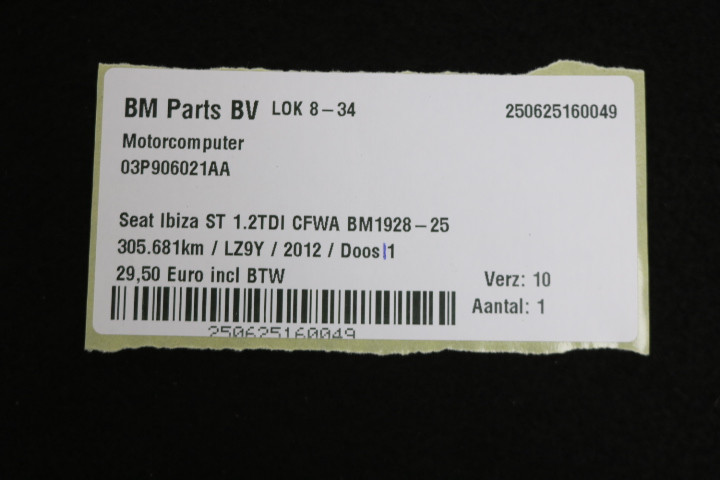 BM Parts BV LOK 8-34 250625160049
Motorcomputer
03P906021AA
Seat Ibiza ST 1.2TDI CFWA BM1928-25
305.681km / LZ9Y / 2012 / Doos 1
29,50 Euro incl BTW
Verz: 10
Aantal: 1
250625160049